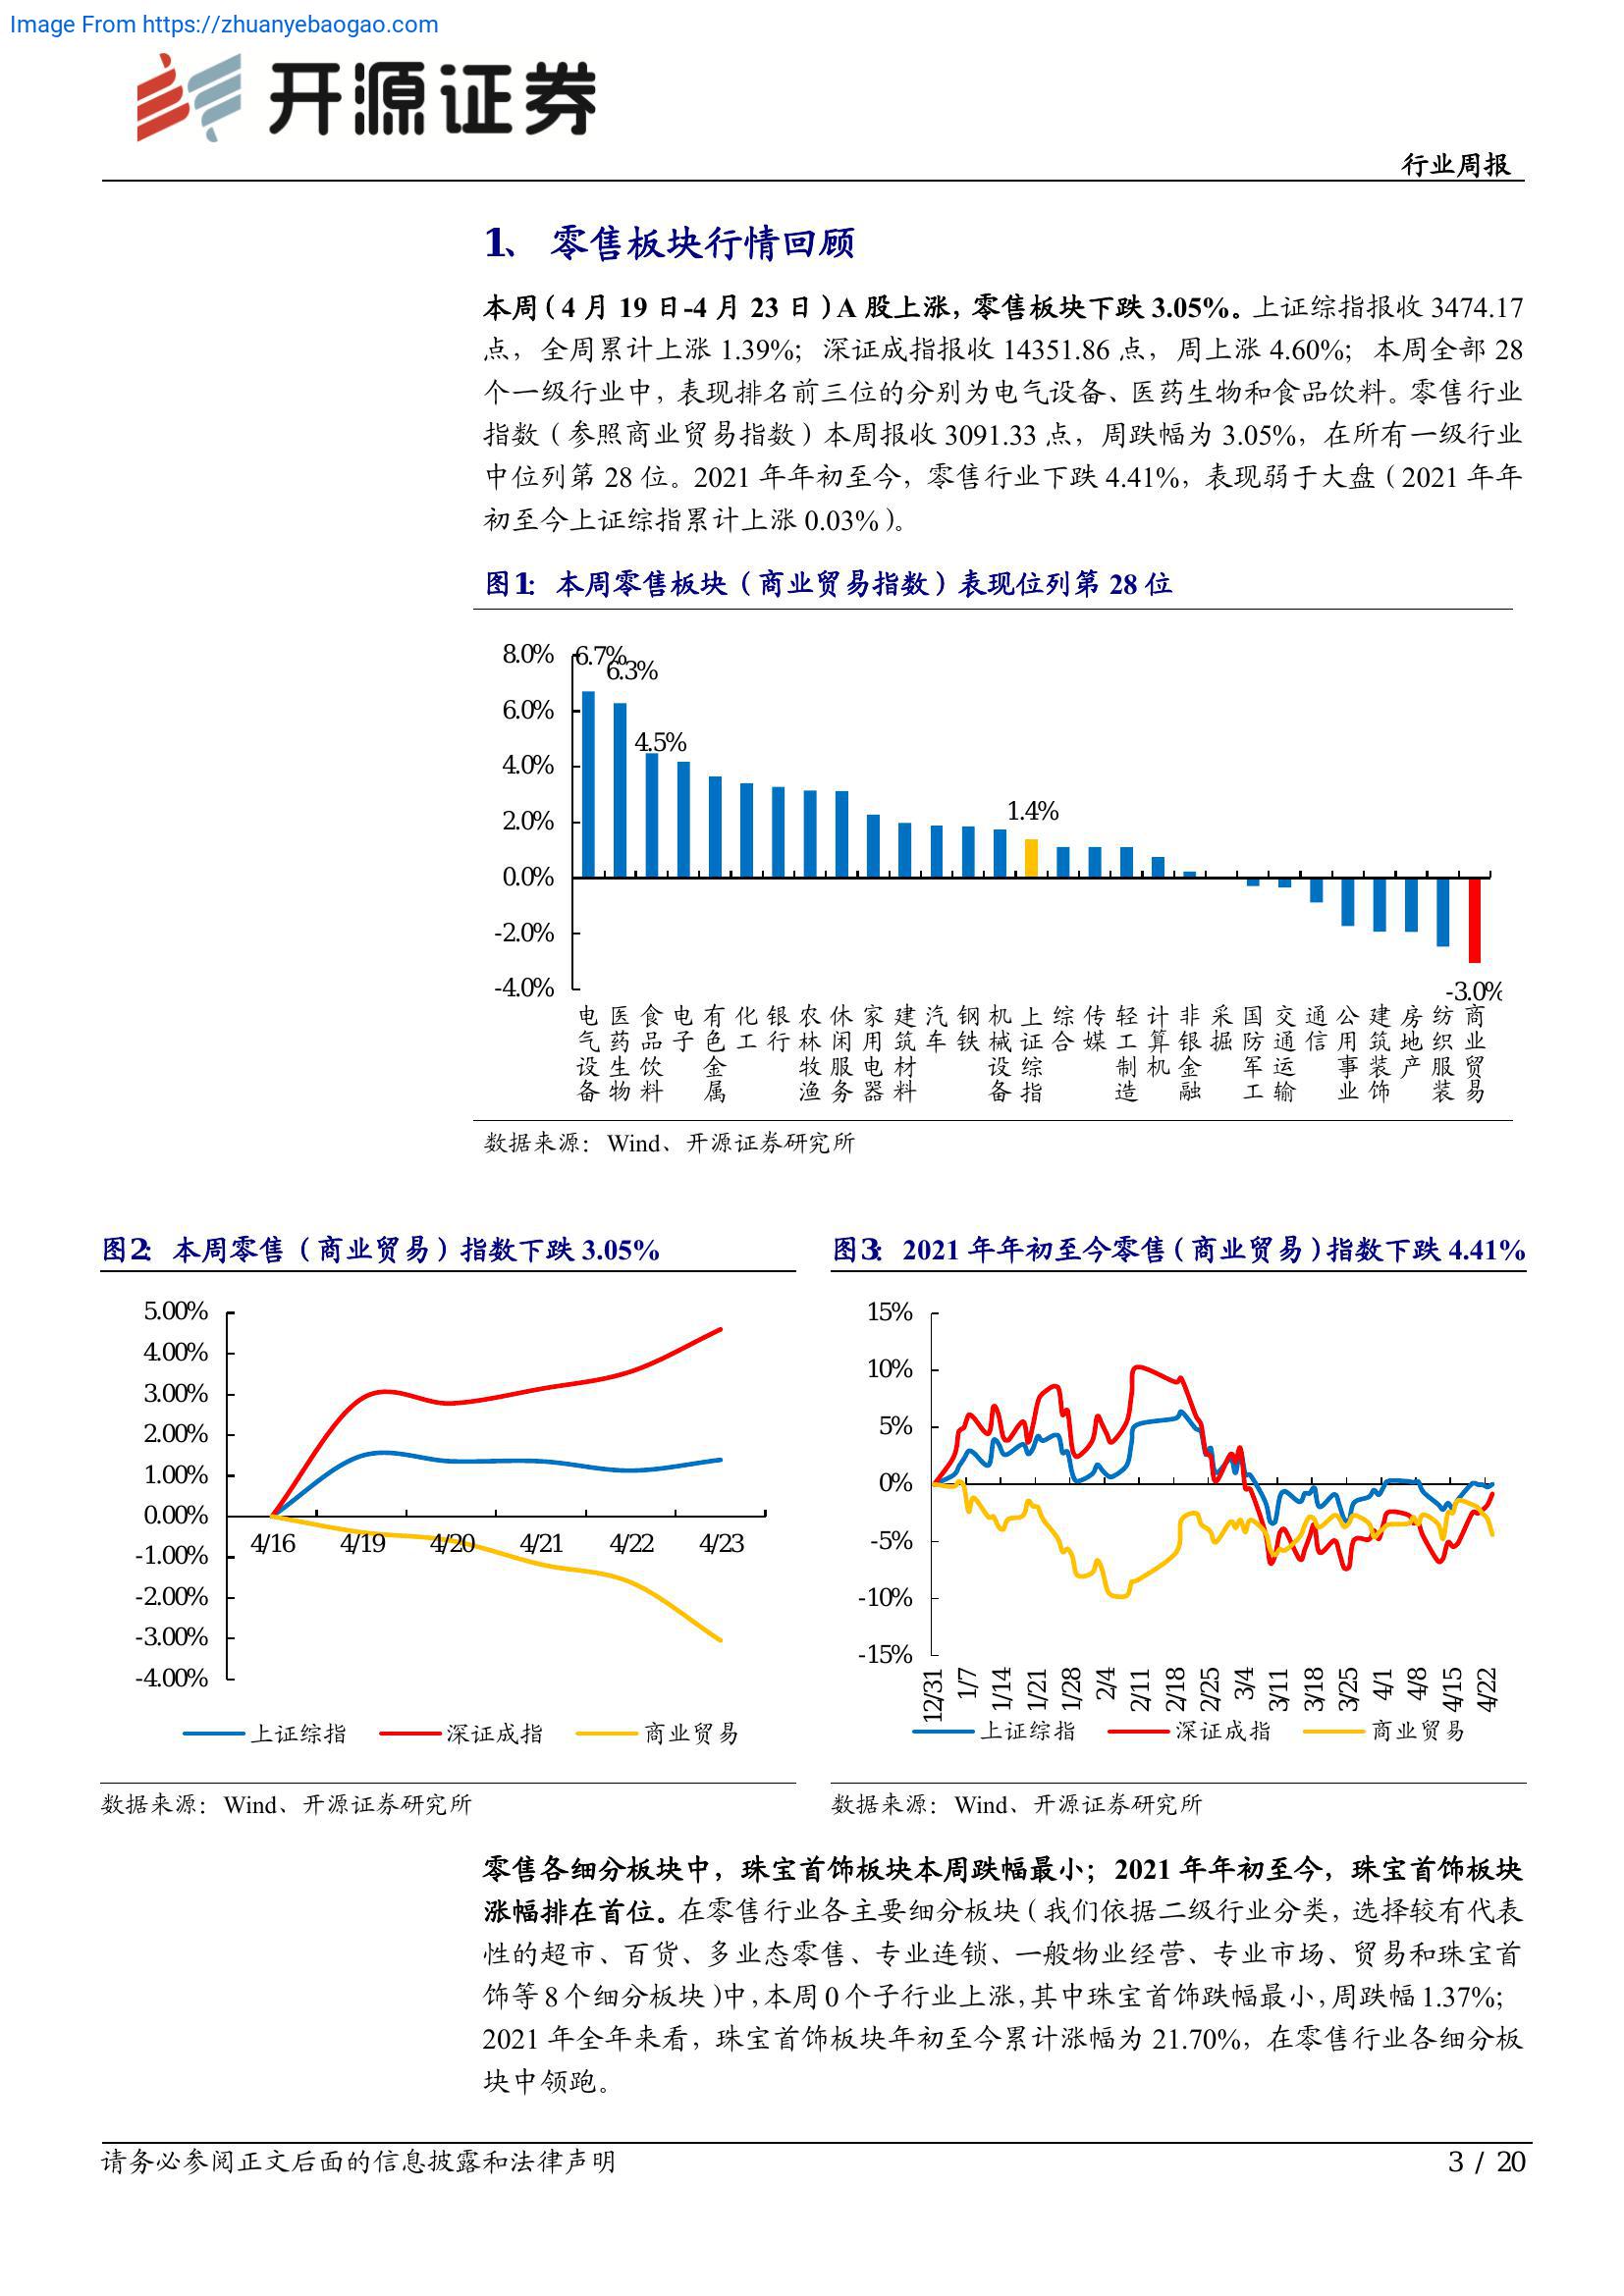 Image From https://zhuanyebaogao.com
开源证券
行业周报
1、 零售板块行情回顾
本周（4 月 19 日-4 月 23 日）A 股上涨，零售板块下跌 3.05%。上证综指报收 3474.17
点，全周累计上涨 1.39%；深证成指报收 14351.86 点，周上涨 4.60%；本周全部 28
个一级行业中，表现排名前三位的分别为电气设备、医药生物和食品饮料。零售行业
指数（参照商业贸易指数）本周报收 3091.33 点，周跌幅为 3.05%，在所有一级行业
中位列第 28 位。2021 年年初至今，零售行业下跌 4.41%，表现弱于大盘（2021 年年
初至今上证综指累计上涨 0.03%）。
图1： 本周零售板块（商业贸易指数）表现位列第 28 位
8.0%
6.0%
4.0%
2.0%
0.0%
-2.0%
-4.0%
6.7%
6.3%
4.5%
1.4%
-3.0%
电气设备
医药生物
食品饮料
电子
有色金属
化工
银行
农林牧渔
休闲服务
家用电器
建筑材料
汽车
钢铁
机械设备
上证综指
综合
传媒
轻工制造
计算机
非银金融
采掘
国防军工
交通运输
通信
公用事业
建筑装饰
房地产
纺织服装
商业贸易
数据来源：Wind、开源证券研究所
图2： 本周零售（商业贸易）指数下跌 3.05%
5.00%
4.00%
3.00%
2.00%
1.00%
0.00%
-1.00%
-2.00%
-3.00%
-4.00%
4/16 4/19 4/20 4/21 4/22 4/23
上证综指 深证成指 商业贸易
数据来源：Wind、开源证券研究所
图3： 2021 年年初至今零售（商业贸易）指数下跌 4.41%
15%
10%
5%
0%
-5%
-10%
-15%
12/31 1/7 1/14 1/21 1/28 2/4 2/11 2/18 2/25 3/4 3/11 3/18 3/25 4/1 4/8 4/15 4/22
上证综指 深证成指 商业贸易
数据来源：Wind、开源证券研究所
零售各细分板块中，珠宝首饰板块本周跌幅最小；2021 年年初至今，珠宝首饰板块
涨幅排在首位。在零售行业各主要细分板块（我们依据二级行业分类，选择较有代表
性的超市、百货、多业态零售、专业连锁、一般物业经营、专业市场、贸易和珠宝首
饰等 8 个细分板块）中，本周 0 个子行业上涨，其中珠宝首饰跌幅最小，周跌幅 1.37%；
2021 年全年来看，珠宝首饰板块年初至今累计涨幅为 21.70%，在零售行业各细分板
块中领跑。
请务必参阅正文后面的信息披露和法律声明
3 / 20